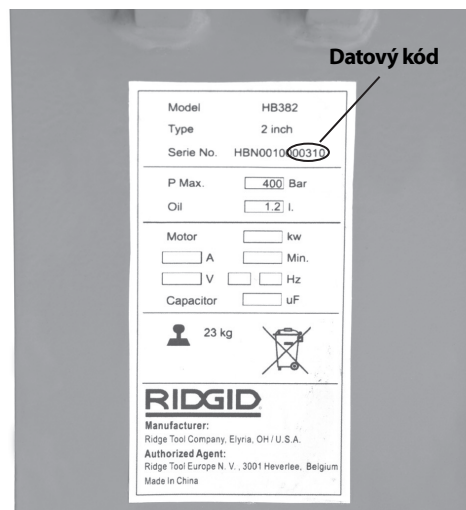 Datový kód
Model HB382
Type 2 inch
Serie No. HBN0010000310
P Max. 400 Bar
Oil 1.2 l.
Motor kw
A Min.
V Hz
Capacitor uF
23 kg
RIDGID
Manufacturer:
Ridge Tool Company, Elyria, OH / U.S.A.
Authorized Agent:
Ridge Tool Europe N. V. , 3001 Heverlee, Belgium
Made In China